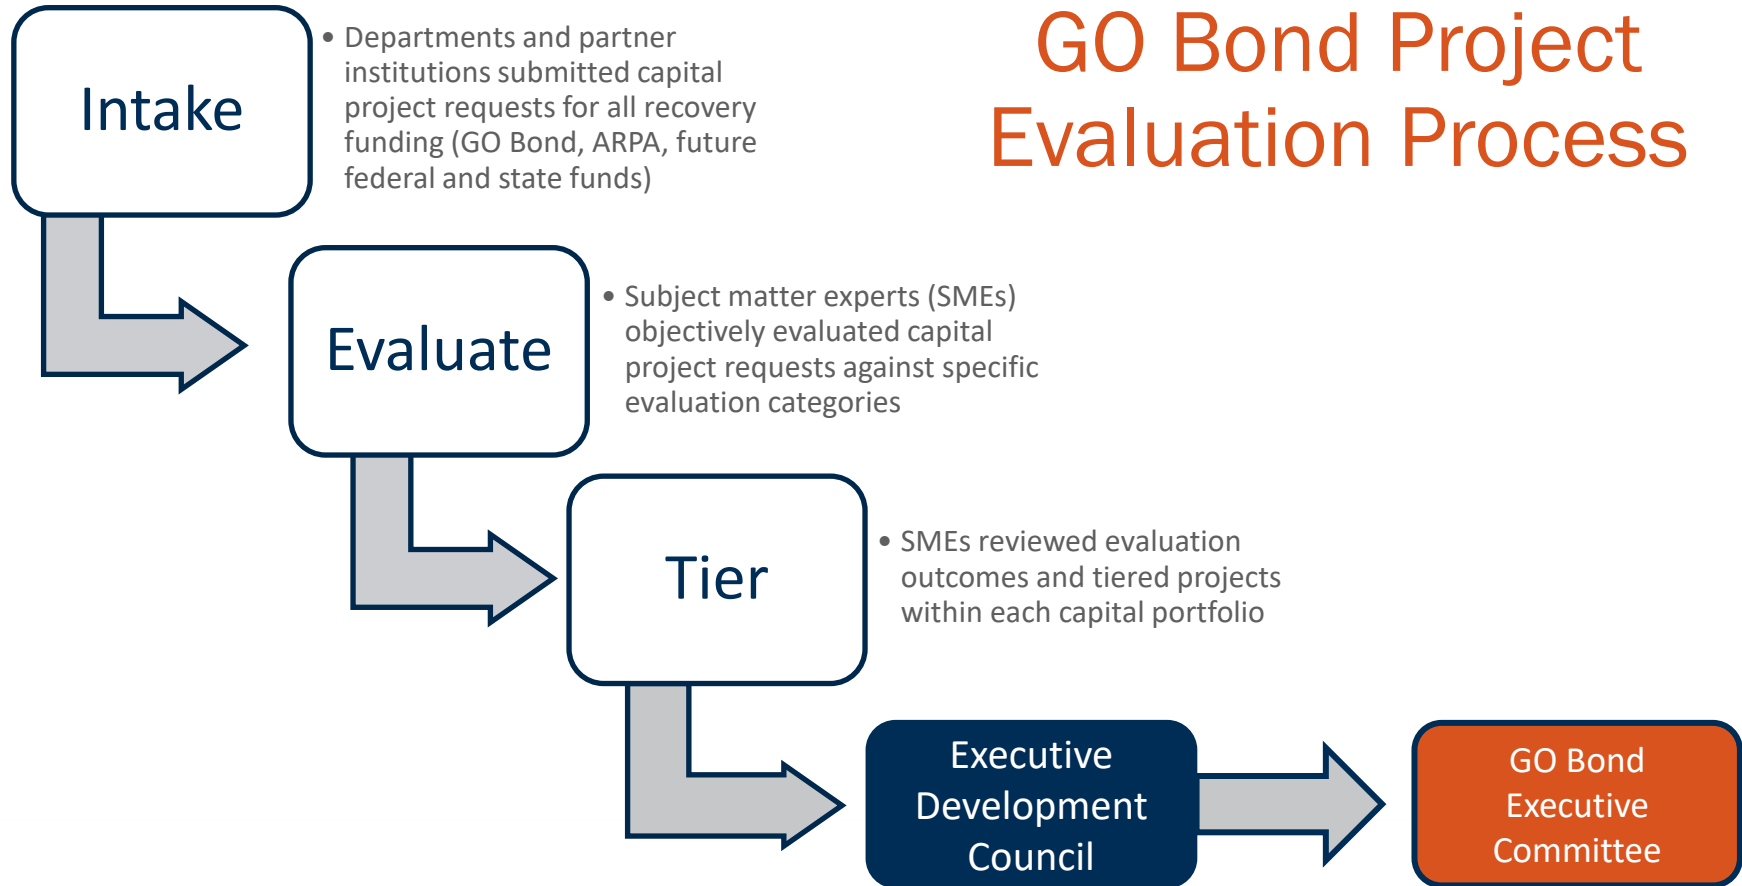 GO Bond Project
Evaluation Process
Intake
• Departments and partner
institutions submitted capital
project requests for all recovery
funding (GO Bond, ARPA, future
federal and state funds)
Evaluate
• Subject matter experts (SMEs)
objectively evaluated capital
project requests against specific
evaluation categories
Tier
• SMEs reviewed evaluation
outcomes and tiered projects
within each capital portfolio
Executive
Development
Council
GO Bond
Executive
Committee